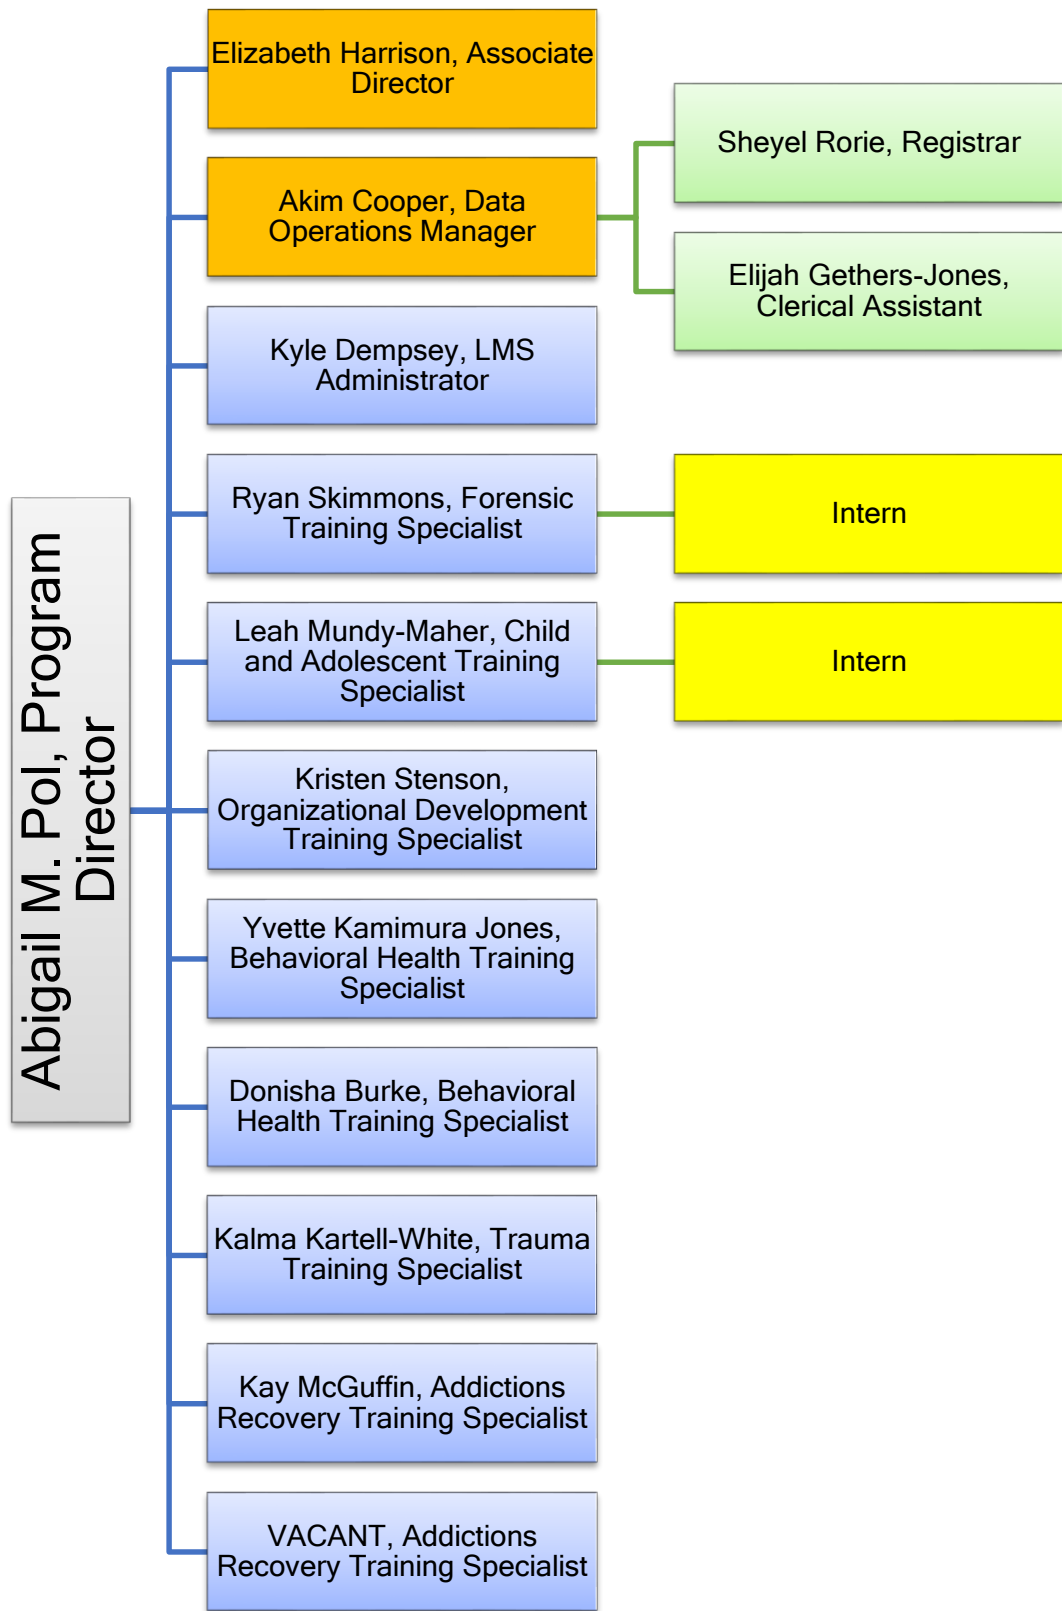 Abigail M. Pol, Program
Director
Elizabeth Harrison, Associate
Director
Akim Cooper, Data
Operations Manager
Sheyel Rorie, Registrar
Elijah Gethers-Jones,
Clerical Assistant
Kyle Dempsey, LMS
Administrator
Ryan Skimmons, Forensic
Training Specialist
Intern
Leah Mundy-Maher, Child
and Adolescent Training
Specialist
Intern
Kristen Stenson,
Organizational Development
Training Specialist
Yvette Kamimura Jones,
Behavioral Health Training
Specialist
Donisha Burke, Behavioral
Health Training Specialist
Kalma Kartell-White, Trauma
Training Specialist
Kay McGuffin, Addictions
Recovery Training Specialist
VACANT, Addictions
Recovery Training Specialist